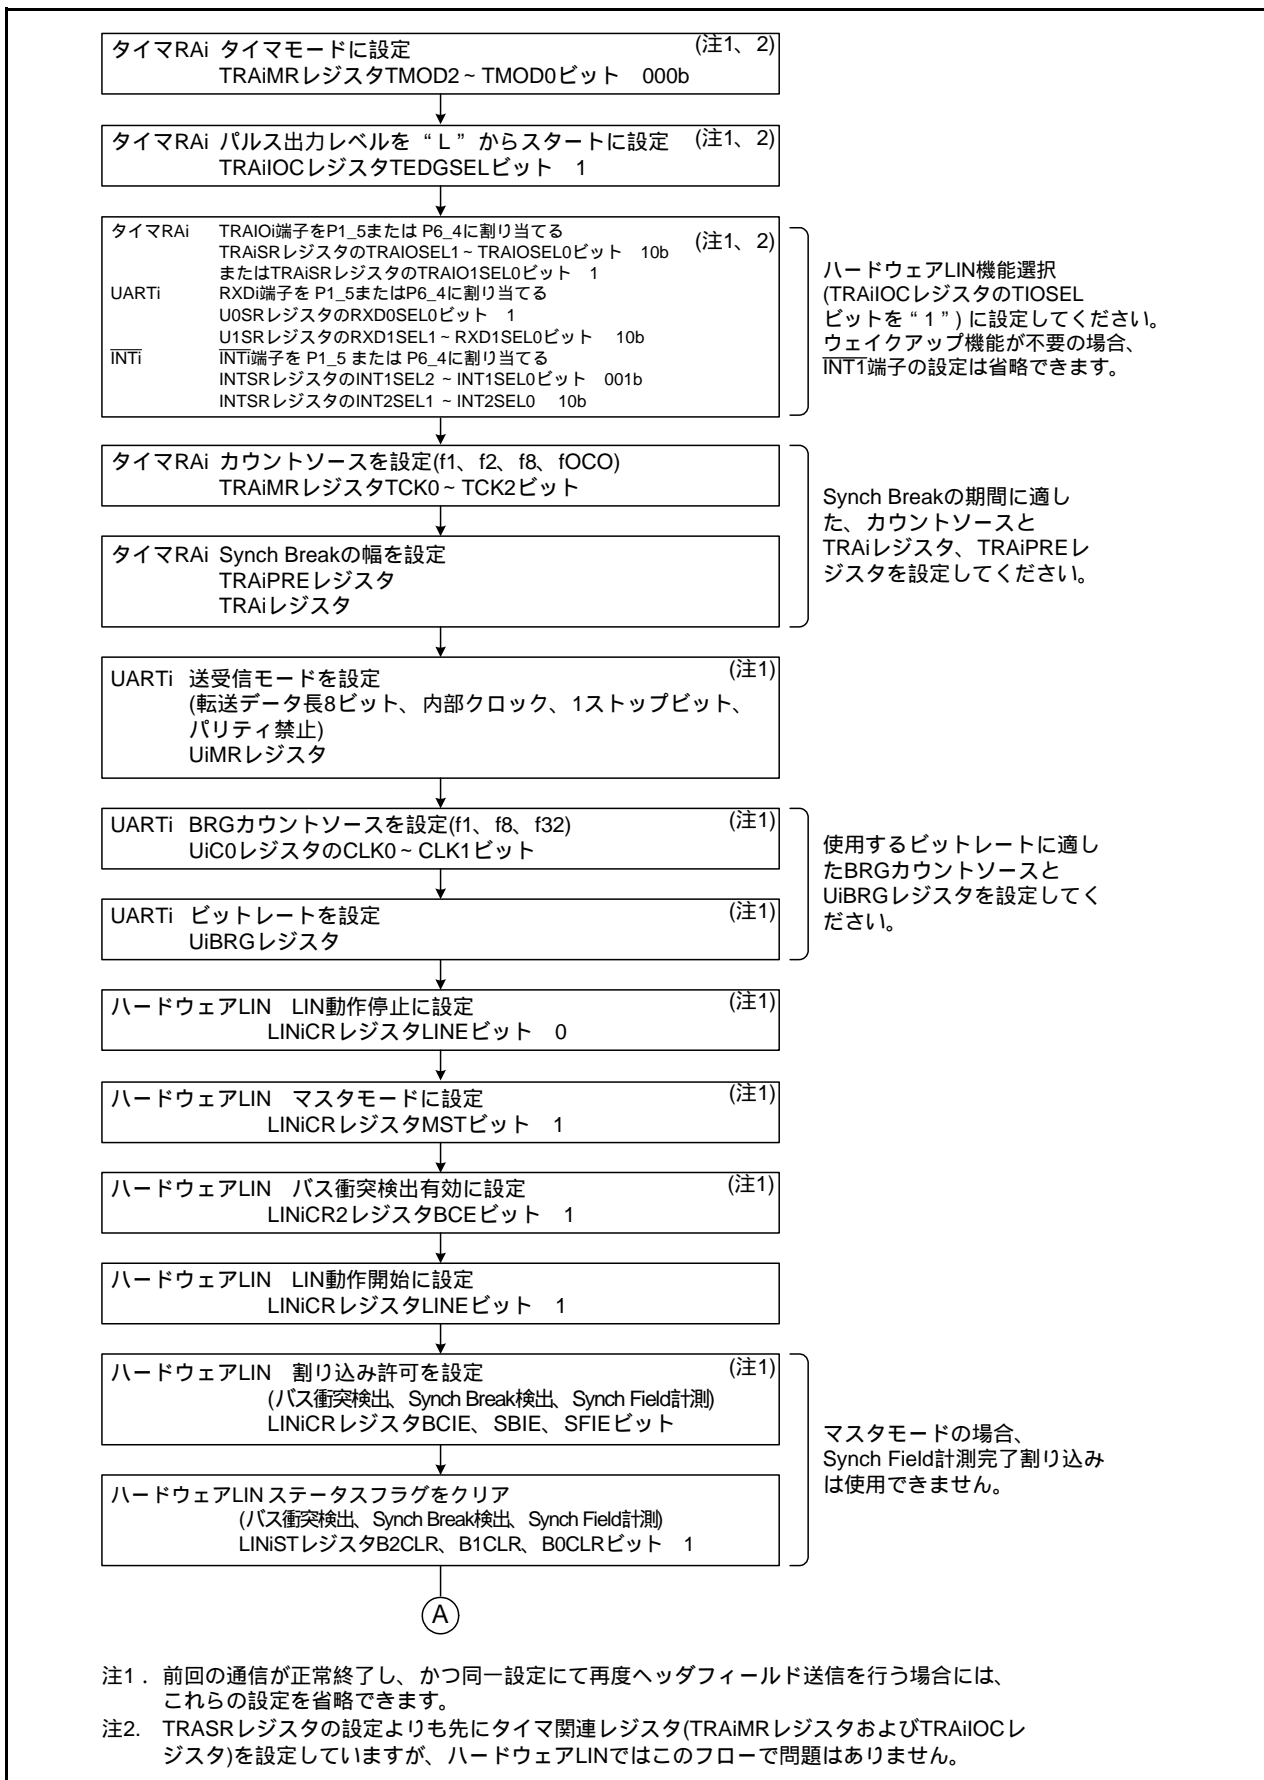 タイマRAi タイマモードに設定 (注1、2)
TRAiMRレジスタTMOD2~TMOD0ビット 000b
タイマRAi パルス出力レベルを“L”からスタートに設定 (注1、2)
TRAiIOCレジスタTEDGSELビット 1
タイマRAi TRAIOi端子をP1_5または P6_4に割り当てる (注1、2)
TRAiSRレジスタのTRAIOSEL1~TRAIOSEL0ビット 10b
またはTRAiSRレジスタのTRAIO1SEL0ビット 1
UARTi RXDi端子を P1_5またはP6_4に割り当てる
U0SRレジスタのRXD0SEL0ビット 1
U1SRレジスタのRXD1SEL1~RXD1SEL0ビット 10b
INTi INTi端子を P1_5 または P6_4に割り当てる
INTSRレジスタのINT1SEL2 ~INT1SEL0ビット 001b
INTSRレジスタのINT2SEL1 ~INT2SEL0 10b
ハードウェアLIN機能選択
(TRAiIOCレジスタのTIOSEL
ビットを“1”)に設定してください。
ウェイクアップ機能が不要の場合、
INT1端子の設定は省略できます。
タイマRAi カウントソースを設定(f1、f2、f8、fOCO)
TRAiMRレジスタTCK0~TCK2ビット
タイマRAi Synch Breakの幅を設定
TRAiPREレジスタ
TRAiレジスタ
Synch Breakの期間に適し
た、カウントソースと
TRAiレジスタ、TRAiPREレ
ジスタを設定してください。
UARTi 送受信モードを設定 (注1)
(転送データ長8ビット、内部クロック、1ストップビット、
パリティ禁止)
UiMRレジスタ
UARTi BRGカウントソースを設定(f1、f8、f32) (注1)
UiC0レジスタのCLK0~CLK1ビット
UARTi ビットレートを設定 (注1)
UiBRGレジスタ
使用するビットレートに適し
たBRGカウントソースと
UiBRGレジスタを設定してく
ださい。
ハードウェアLIN LIN動作停止に設定 (注1)
LINiCRレジスタLINEビット 0
ハードウェアLIN マスタモードに設定 (注1)
LINiCRレジスタMSTビット 1
ハードウェアLIN バス衝突検出有効に設定 (注1)
LINiCR2レジスタBCEビット 1
ハードウェアLIN LIN動作開始に設定
LINiCRレジスタLINEビット 1
ハードウェアLIN 割り込み許可を設定 (注1)
(バス衝突検出、Synch Break検出、Synch Field計測)
LINiCRレジスタBCIE、SBIE、SFIEビット
ハードウェアLIN ステータスフラグをクリア
(バス衝突検出、Synch Break検出、Synch Field計測)
LINiSTレジスタB2CLR、B1CLR、B0CLRビット 1
マスタモードの場合、
Synch Field計測完了割り込み
は使用できません。
A
注1. 前回の通信が正常終了し、かつ同一設定にて再度ヘッダフィールド送信を行う場合には、
これらの設定を省略できます。
注2. TRASRレジスタの設定よりも先にタイマ関連レジスタ(TRAiMRレジスタおよびTRAiIOCレ
ジスタ)を設定していますが、ハードウェアLINではこのフローで問題はありません。